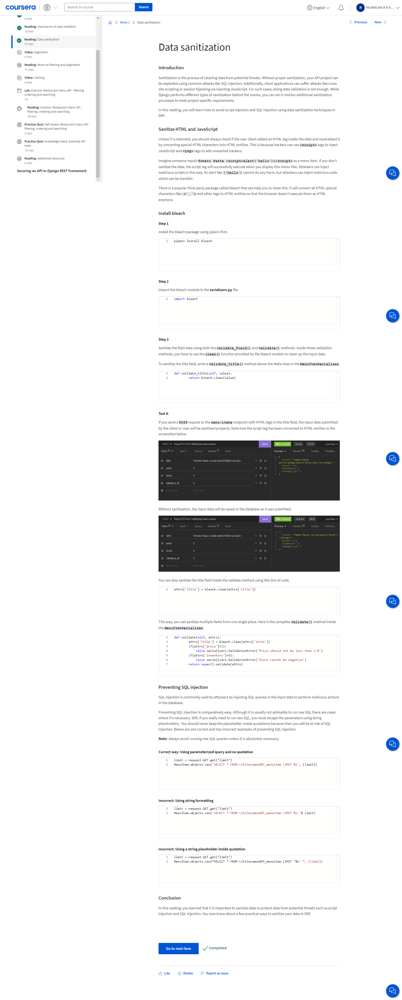 coursera
Search in course
Search
English
R
RAJARAJAN.R.R.N...
4 min
Reading: Importance of data validation
18 min
Reading: Data sanitization
15 min
Video: Pagination
4 min
Reading: More on filtering and pagination
15 min
Video: Caching
4 min
Lab: Exercise: Restaurant menu API - filtering,
ordering and searching
1h
Reading: Solution: Restaurant menu API -
filtering, ordering and searching
30 min
Practice Quiz: Self review: Restaurant menu API -
filtering, ordering and searching
9 min
Practice Quiz: Knowledge check: Essential API
tasks
15 min
Reading: Additional resources
5 min
Securing an API in Django REST framework
Week 3
Data sanitization
Previous
Next
Data sanitization
Introduction
Sanitization is the process of cleaning data from potential threats. Without proper sanitization, your API project can
be exploited using common attacks like SQL injection. Additionally, client applications can suffer attacks like cross-
site scripting or session hijacking via injecting JavaScript. For such cases, doing data validation is not enough. While
Django performs different types of sanitization behind the scenes, you can set in motion additional sanitization
processes to meet project-specific requirements.
In this reading, you will learn how to avoid script injection and SQL Injection using data sanitization techniques in
DRF.
Sanitize HTML and JavaScript
Unless it is intended, you should always check if the user client added an HTML tag inside the data and neutralized it
by converting special HTML characters into HTML entities. This is because hackers can use <script> tags to inject
JavaScript and <img> tags to add unwanted trackers.
Imagine someone inputs Tomato Pasta <script>alert(‘hello’)</script> as a menu item. If you don’t
sanitize the data, the script tag will successfully execute when you display this menu title. Attackers can inject
malicious scripts in this way. An alert like (‘hello’) cannot do any harm, but attackers can inject malicious code
which can be harmful.
There is a popular third-party package called bleach that can help you to clean this. It will convert all HTML special
characters like <’, ‘> and other tags to HTML entities so that the browser doesn’t execute them as HTML
anymore.
Install bleach
Step 1
Install the bleach package using pipenv first.
1 pipenv install bleach
Step 2
Import the bleach module in the serializers.py file.
1 import bleach
Step 3
Sanitize the field data using both the validate_field() and validate() methods. Inside these validation
methods, you have to use the clean() function provided by the bleach module to clean up the input data.
To sanitize the title field, write a validate_title() method above the Meta class in the MenuItemSerializer.
1 def validate_title(self, value):
2 return bleach.clean(value)
Test it
If you send a POST request to the menu-items endpoint with HTML tags in the title field, the input data submitted
by the client or user will be sanitized properly. Note how the script tag has been converted to HTML entities in the
screenshot below.
POST http://127.0.0.1:8000/api/menu-items Send 201 Created 16 ms 110 B Just Now
Form 4 Auth Query Header 2 Docs Preview Header 10 Cookie Timeline
title Tomato Pasta <script>alert('hello')</script>
price 2
stock 2
category_id 2
New name New value
1 {
2 "title": "Tomato Pasta
&lt;script&gt;alert('hello')&lt;/script&gt;",
3 "price": 2.0,
4 "inventory": 2,
5 "category_id": 2
6 }
Without sanitization, the input data will be saved in the database as it was submitted.
POST http://127.0.0.1:8000/api/menu-items Send 201 Created 10.8 ms 98 B Just Now
Form 4 Auth Query Header 2 Docs Preview Header 10 Cookie Timeline
title Tomato Pasta <script>alert('hello')</script>
price 2
stock 2
category_id 2
New name New value
1 {
2 "title": "Tomato Pasta <script>alert('hello')
</script>",
3 "price": 2.0,
4 "inventory": 2,
5 "category_id": 2
6 }
You can also sanitize the title field inside the validate method using this line of code.
1 attrs['title'] = bleach.clean(attrs['title'])
This way, you can sanitize multiple fields from one single place. Here is the complete validate() method inside
the MenuItemSerializer.
1 def validate(self, attrs):
2 attrs['title'] = bleach.clean(attrs['title'])
3 if(attrs['price']<2):
4 raise serializers.ValidationError('Price should not be less than 2.0')
5 if(attrs['inventory']<0):
6 raise serializers.ValidationError('Stock cannot be negative')
7 return super().validate(attrs)
Preventing SQL injection
SQL injection is commonly used by attackers by injecting SQL queries in the input data to perform malicious actions
in the database.
Preventing SQL injection is comparatively easy. Although it is usually not advisable to run raw SQL there are cases
where it’s necessary. Still, if you really need to run raw SQL, you must escape the parameters using string
placeholders. You should never keep the placeholder inside quotations because then you will be at risk of SQL
injection. Below are one correct and two incorrect examples of preventing SQL injection.
Note: Always avoid running raw SQL queries unless it is absolutely necessary.
Correct way: Using parameterized query and no quotation
1 limit = request.GET.get(‘limit’)
2 MenuItem.objects.raw('SELECT * FROM LittleLemonAPI_menuitem LIMIT %s', [limit])
Incorrect: Using string formatting
1 limit = request.GET.get(‘limit’)
2 MenuItem.objects.raw('SELECT * FROM LittleLemonAPI_menuitem LIMIT %s' % limit)
Incorrect: Using a string placeholder inside quotation
1 limit = request.GET.get(‘limit’)
2 MenuItem.objects.raw(“SELECT * FROM LittleLemonAPI_menuitem LIMIT ‘%s' ”, [limit])
Conclusion
In this reading, you learned that it is important to sanitize data to protect data from potential threats such as script
injection and SQL injection. You now know about a few practical ways to sanitize your data in DRF.
Go to next item
Completed
Like
Dislike
Report an issue